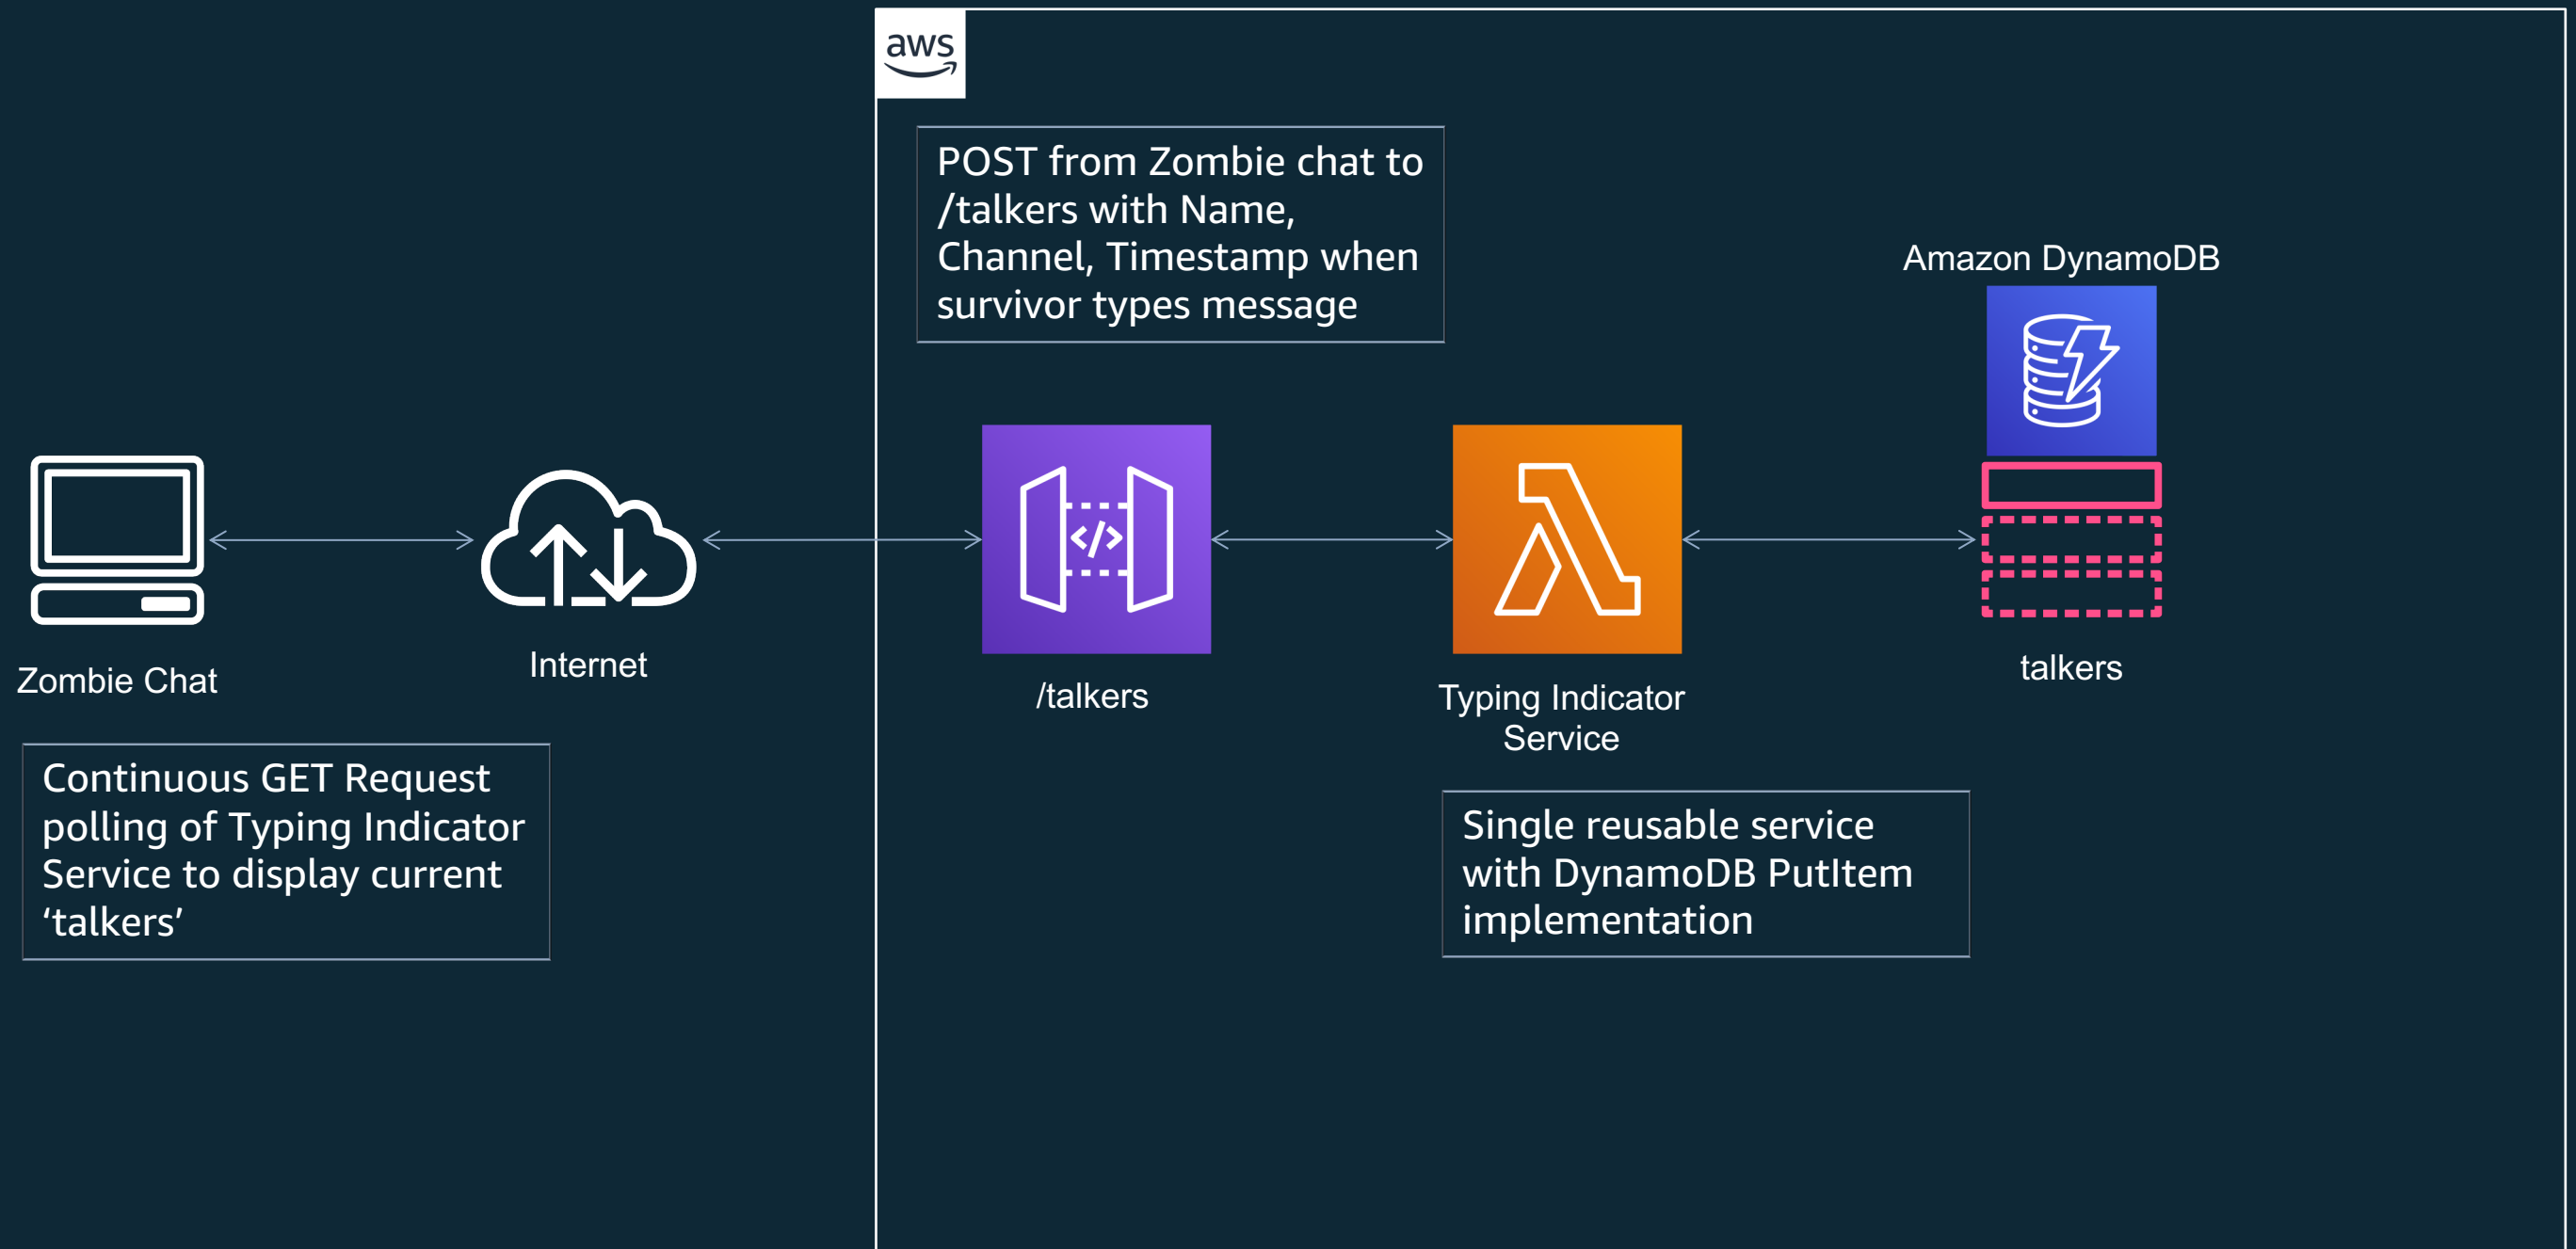 aws
POST from Zombie chat to
/talkers with Name,
Channel, Timestamp when
survivor types message
Amazon DynamoDB
</>
Zombie Chat
Internet
/talkers
Typing Indicator
Service
talkers
Continuous GET Request
polling of Typing Indicator
Service to display current
‘talkers’
Single reusable service
with DynamoDB PutItem
implementation